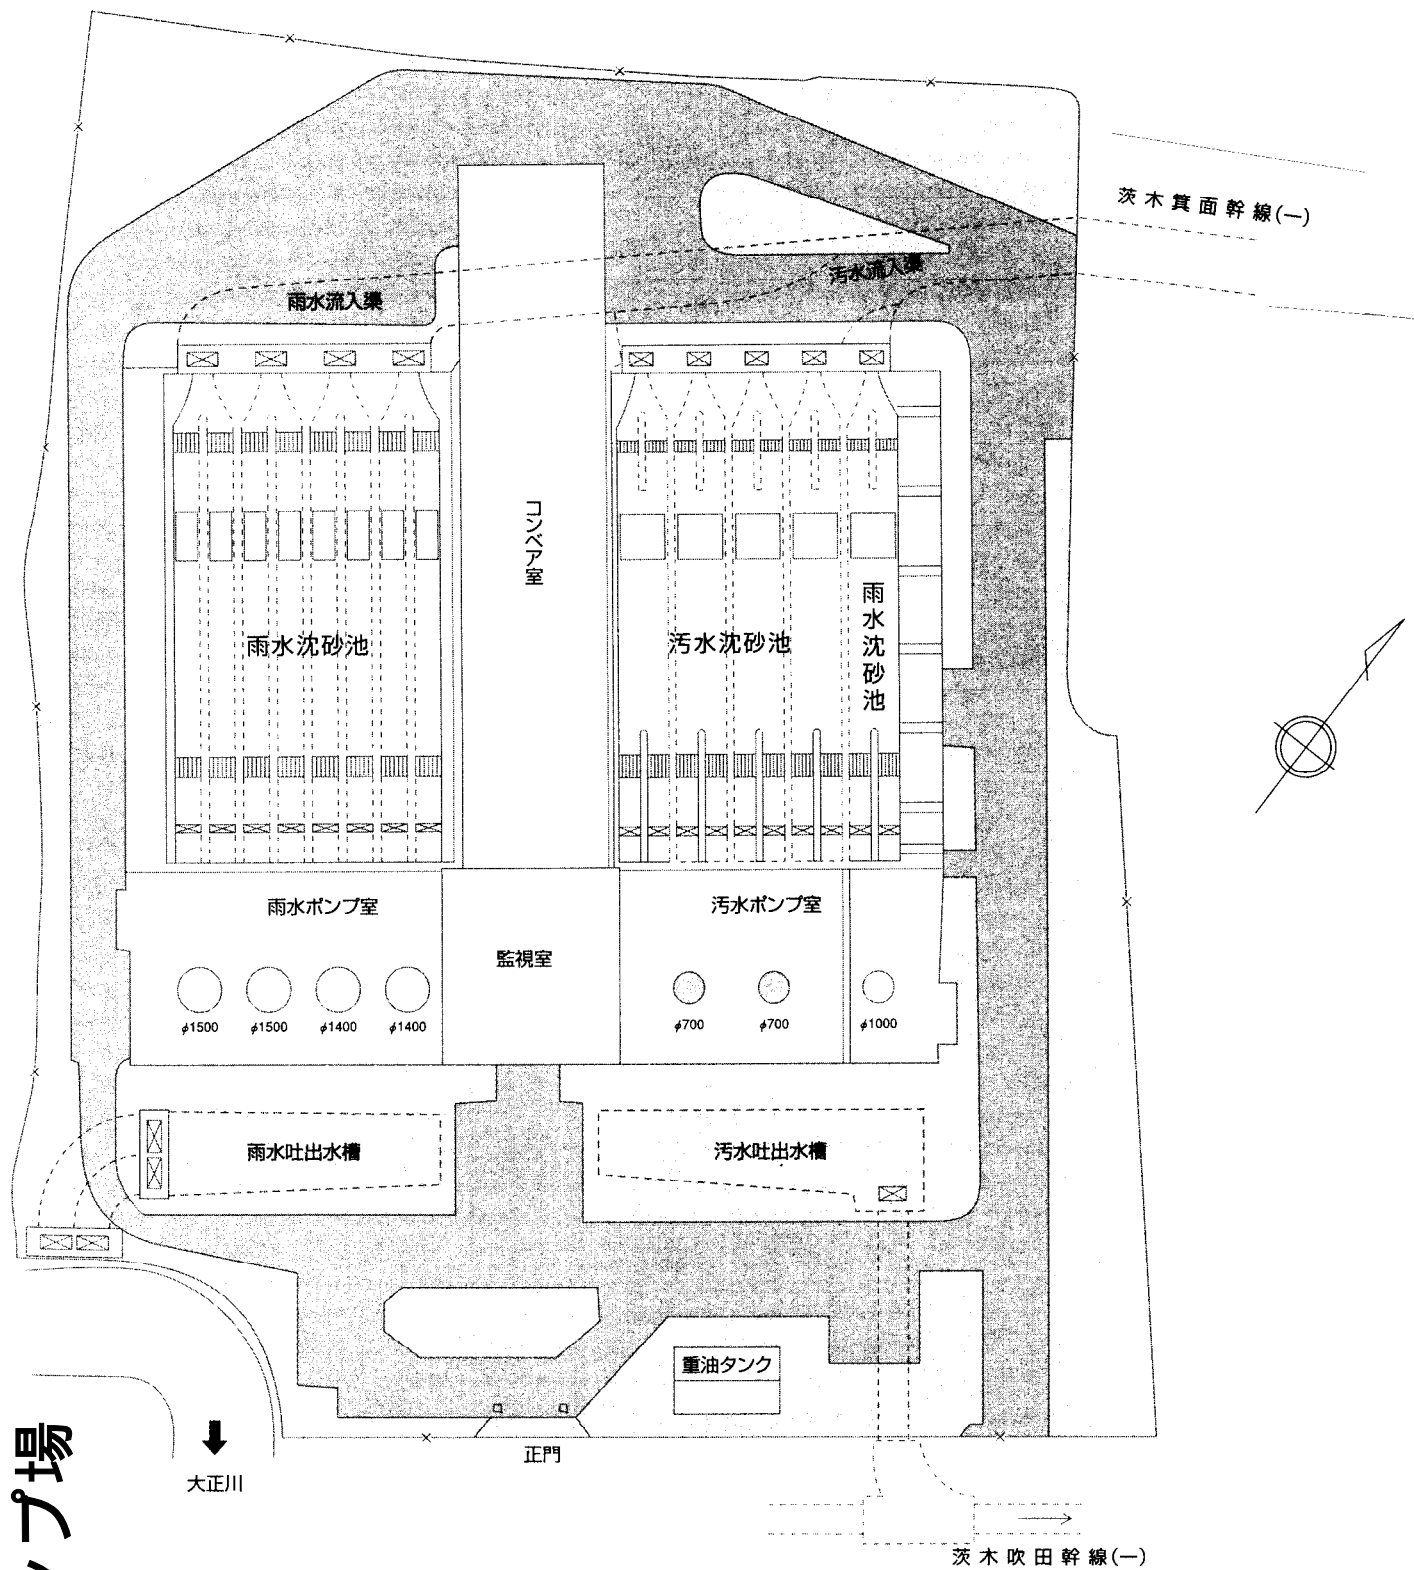 茨木箕面幹線(一)
汚水流入渠
雨水流入渠
コンベア室
雨水沈砂池
汚水沈砂池
雨水沈砂池
雨水ポンプ室
汚水ポンプ室
監視室
φ1500
φ1500
φ1400
φ1400
φ700
φ700
φ1000
雨水吐出水槽
汚水吐出水槽
重油タンク
正門
大正川
茨木吹田幹線(一)
プ場